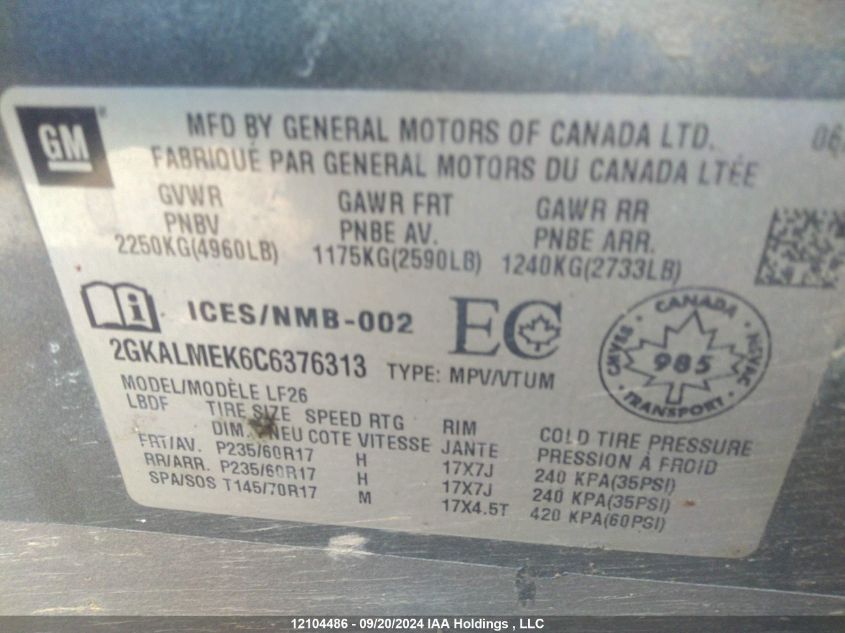 GM
MFD BY GENERAL MOTORS OF CANADA LTD.
FABRIQUÉ PAR GENERAL MOTORS DU CANADA LTÉE
GVWR GAWR FRT GAWR RR
PNBV PNBE AV. PNBE ARR.
2250KG(4960LB) 1175KG(2590LB) 1240KG(2733LB)
ICES/NMB-002 EC
CANADA
CMVSS 985 NSVAC
TRANSPORT
2GKALMEK6C6376313 TYPE: MPV/VTUM
MODEL/MODÈLE LF26
LBDF TIRE SIZE SPEED RTG RIM COLD TIRE PRESSURE
DIM. PNEU COTE VITESSE JANTE PRESSION À FROID
FRT/AV. P235/60R17 H 17X7J 240 KPA(35PSI)
RR/ARR. P235/60R17 H 17X7J 240 KPA(35PSI)
SPA/SOS T145/70R17 M 17X4.5T 420 KPA(60PSI)
12104486 - 09/20/2024 IAA Holdings , LLC